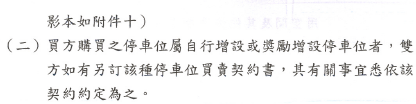 影本如附件十）
（二）買方購買之停車位屬自行增設或獎勵增設停車位者，雙
方如有另訂該種停車位買賣契約書，其有關事宜悉依該
契約約定為之。